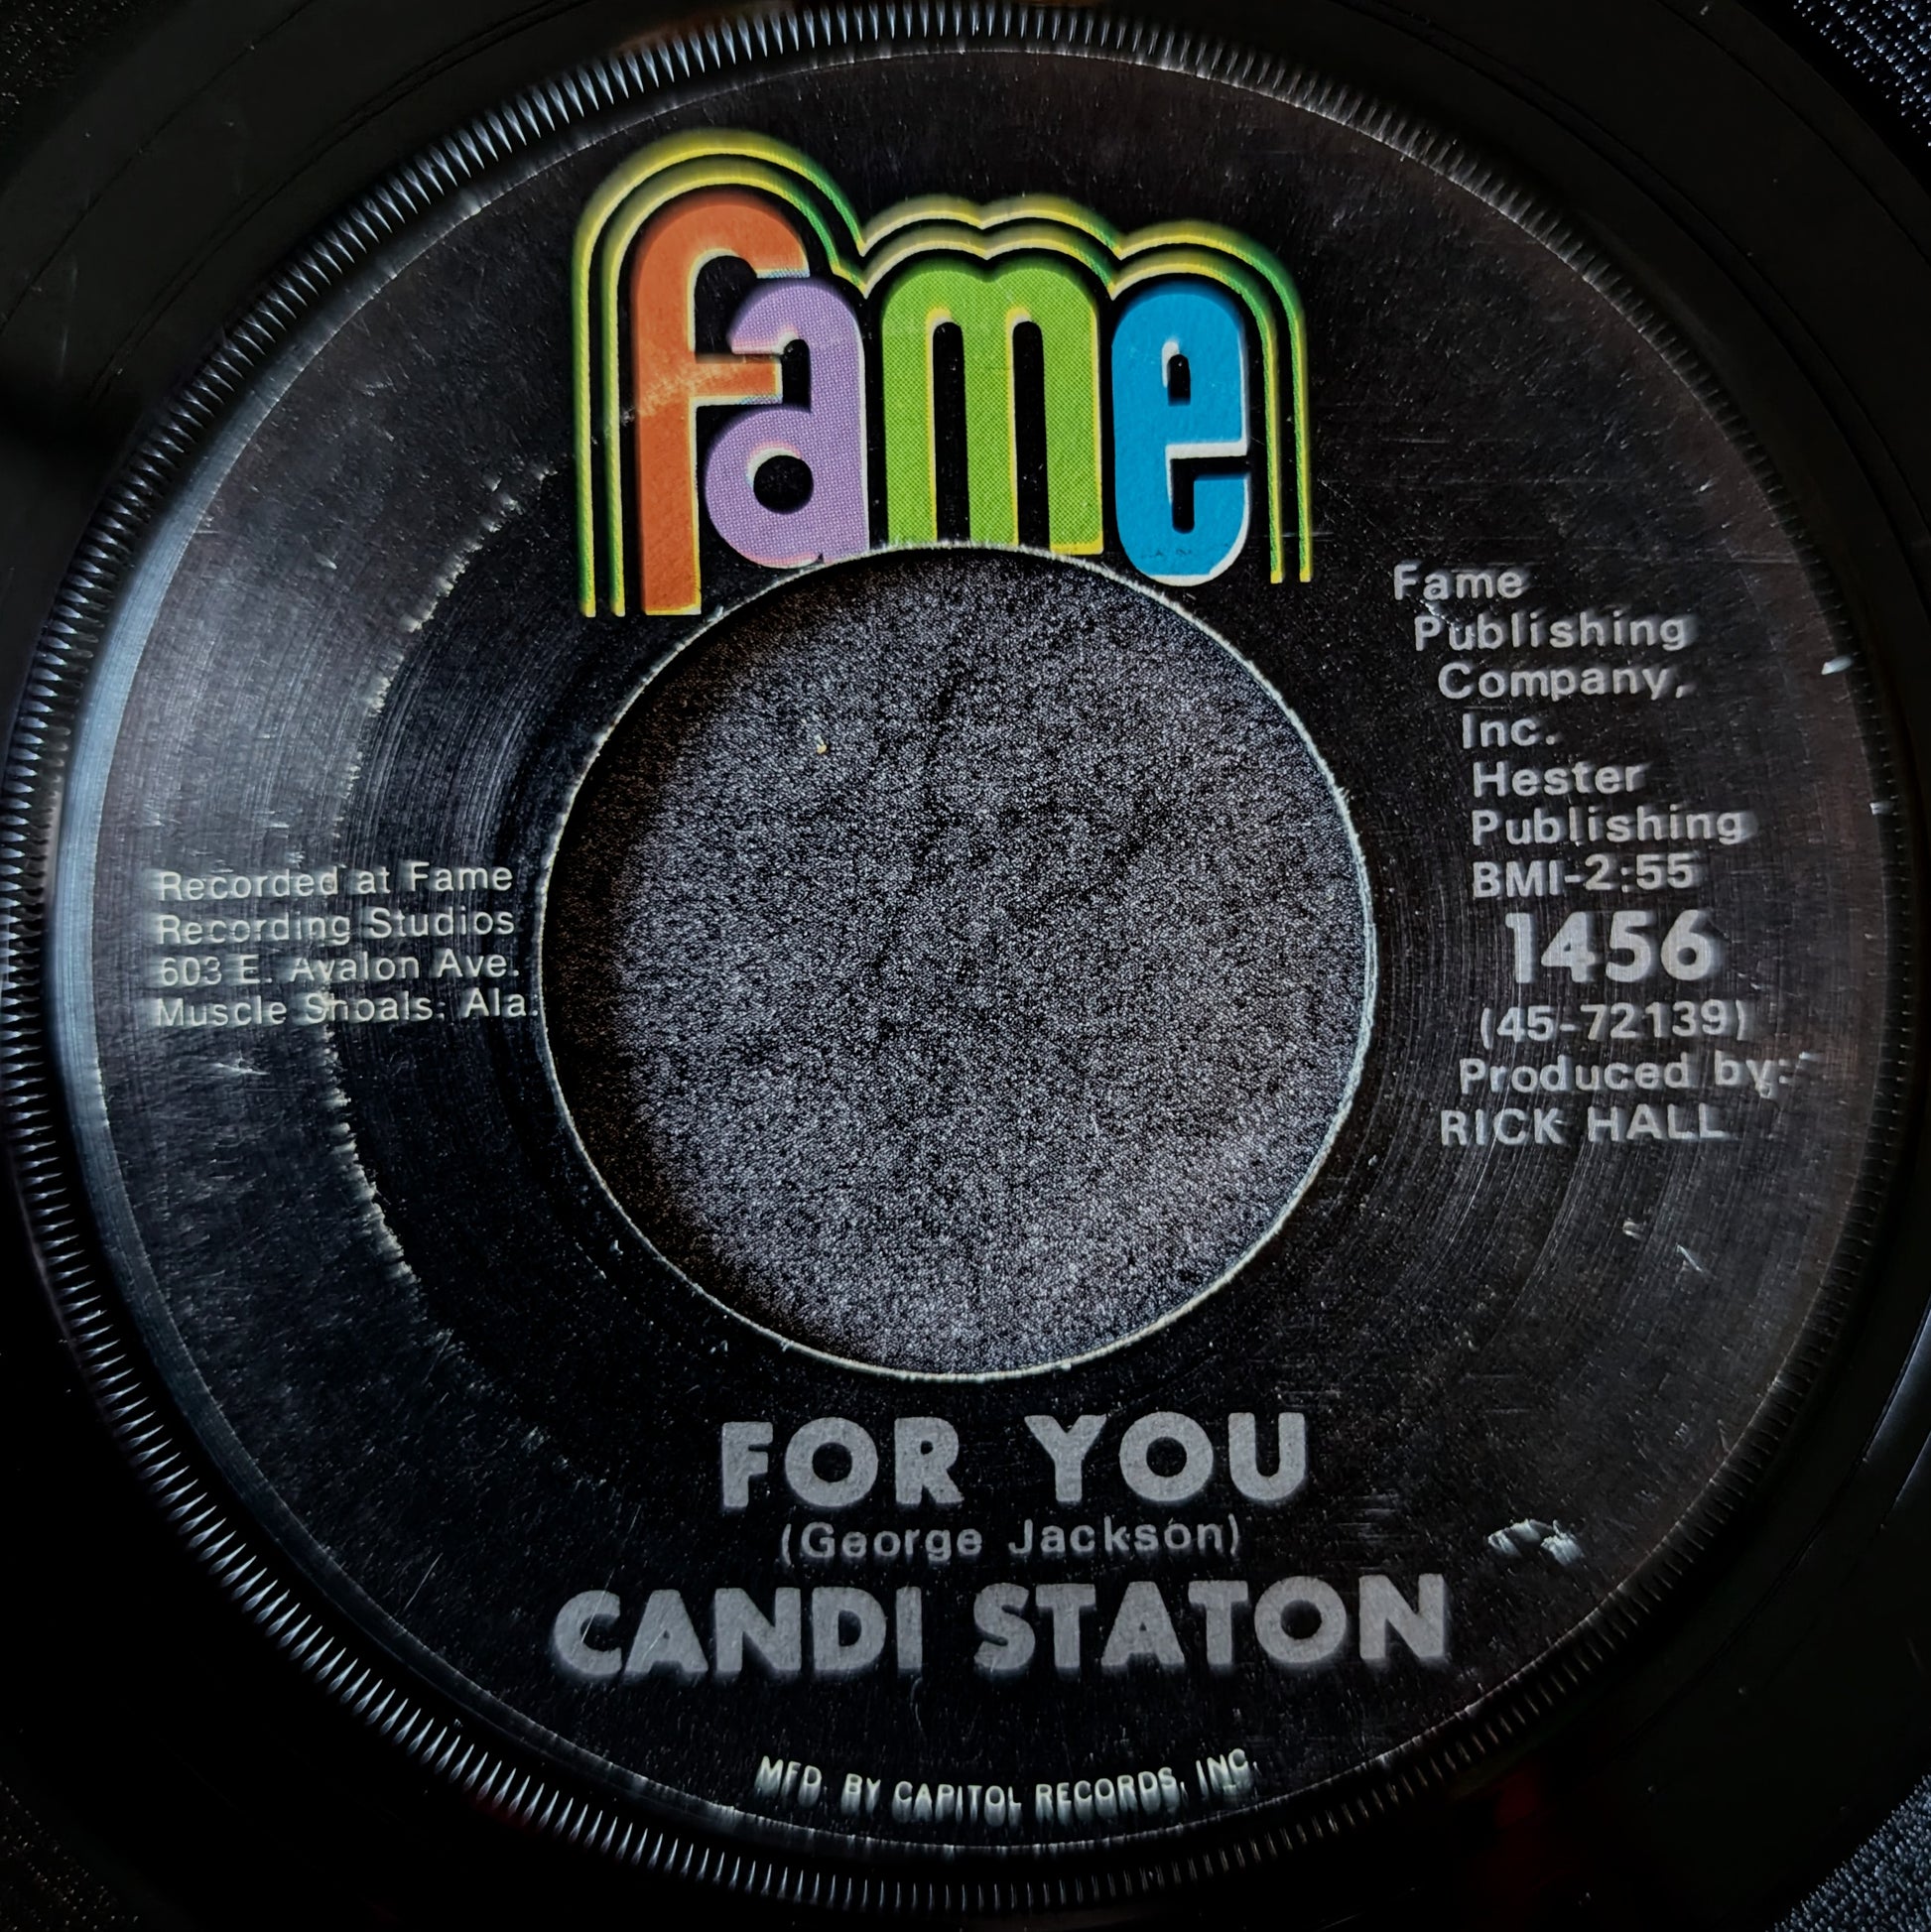 fame
Fame
Publishing
Company,
Inc.
Hester
Publishing
BMI-2:55
1456
(45-72139)
Produced by:
RICK HALL
Recorded at Fame
Recording Studios
603 E. Avalon Ave.
Muscle Shoals, Ala.
FOR YOU
(George Jackson)
CANDI STATON
MFD. BY CAPITOL RECORDS, INC.